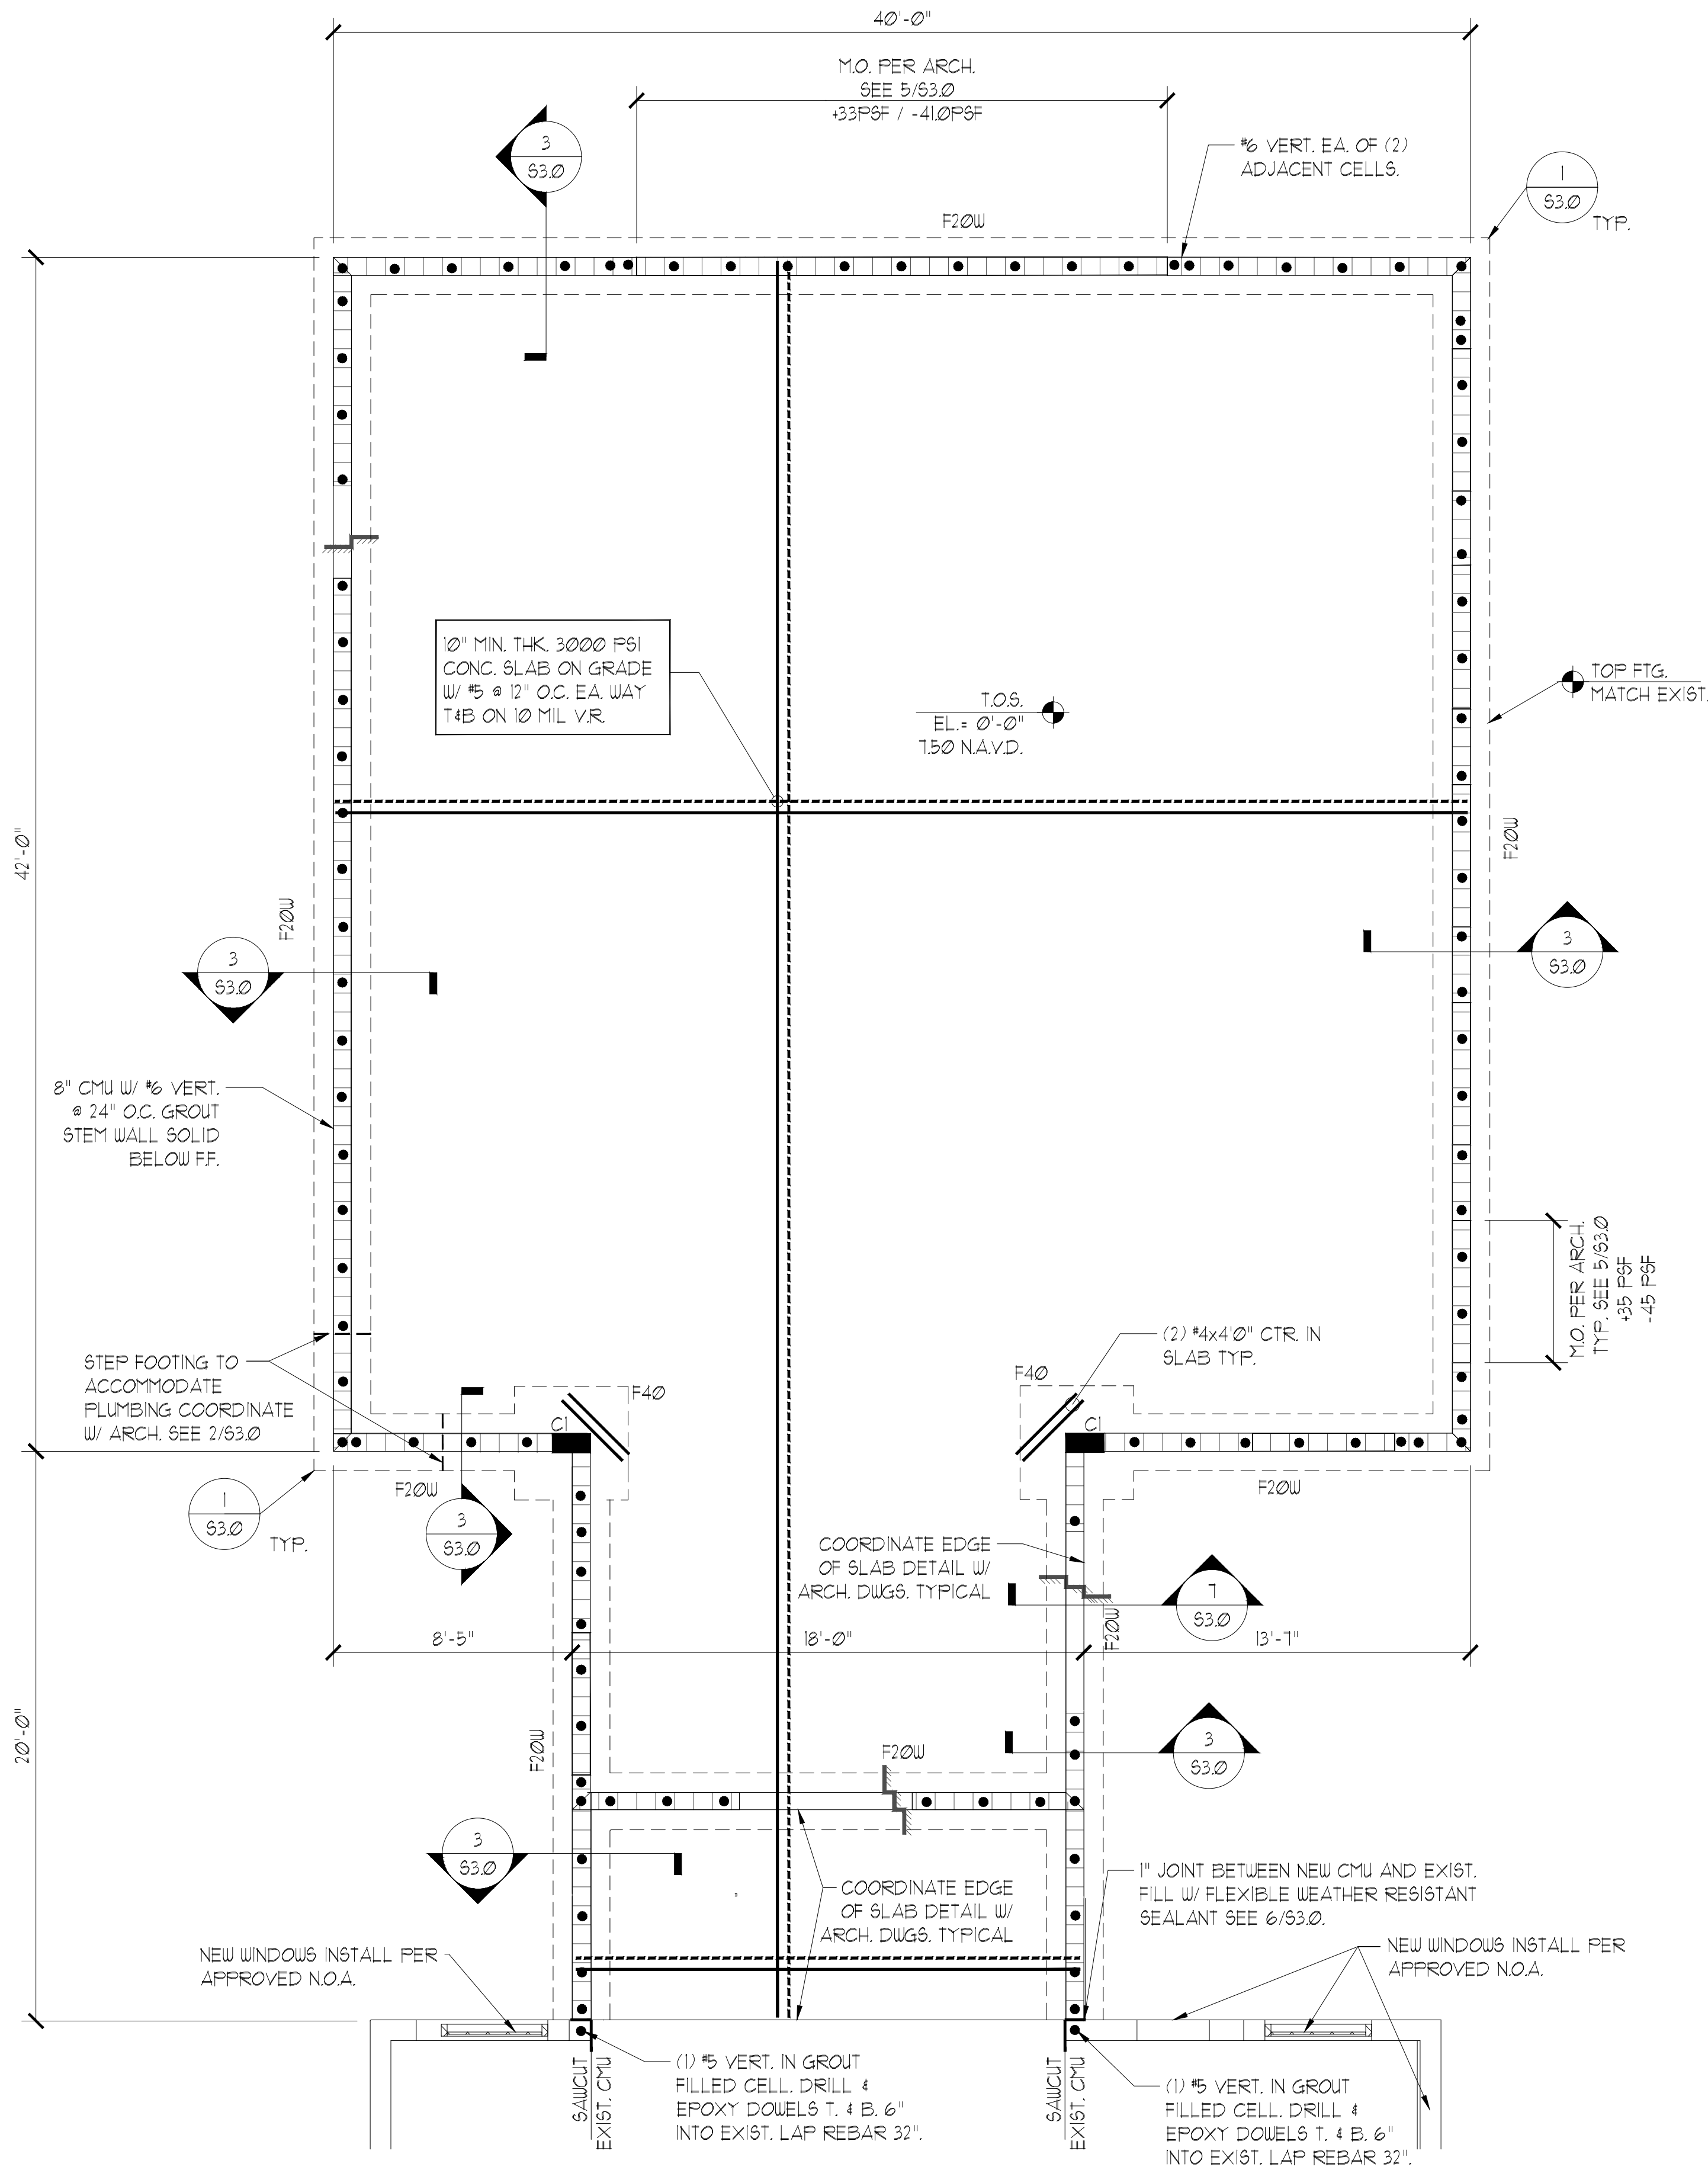 40'-0"
M.O. PER ARCH.
SEE 5/S3.0
+33PSF / -41.0PSF
3
S3.0
#6 VERT. EA. OF (2)
ADJACENT CELLS.
1
S3.0
TYP.
F20W
10" MIN. THK. 3000 PSI
CONC. SLAB ON GRADE
W/ #5 @ 12" O.C. EA. WAY
T&B ON 10 MIL V.R.
T.O.S.
EL.= 0'-0"
7.50 N.A.V.D.
TOP FTG.
MATCH EXIST.
42'-0"
F20W
F20W
3
S3.0
3
S3.0
8" CMU W/ #6 VERT.
@ 24" O.C. GROUT
STEM WALL SOLID
BELOW F.F.
M.O. PER ARCH.
TYP. SEE 5/S3.0
+35 PSF
-45 PSF
STEP FOOTING TO
ACCOMMODATE
PLUMBING COORDINATE
W/ ARCH. SEE 2/S3.0
(2) #4x4'0" CTR. IN
SLAB TYP.
F40
F40
C1
C1
F20W
F20W
1
S3.0
TYP.
3
S3.0
COORDINATE EDGE
OF SLAB DETAIL W/
ARCH. DWGS. TYPICAL
7
S3.0
F20W
8'-5"
18'-0"
13'-7"
20'-0"
F20W
F20W
3
S3.0
3
S3.0
COORDINATE EDGE
OF SLAB DETAIL W/
ARCH. DWGS. TYPICAL
1" JOINT BETWEEN NEW CMU AND EXIST.
FILL W/ FLEXIBLE WEATHER RESISTANT
SEALANT SEE 6/S3.0.
NEW WINDOWS INSTALL PER
APPROVED N.O.A.
NEW WINDOWS INSTALL PER
APPROVED N.O.A.
SAWCUT
EXIST. CMU
(1) #5 VERT. IN GROUT
FILLED CELL. DRILL &
EPOXY DOWELS T. & B. 6"
INTO EXIST. LAP REBAR 32".
SAWCUT
EXIST. CMU
(1) #5 VERT. IN GROUT
FILLED CELL. DRILL &
EPOXY DOWELS T. & B. 6"
INTO EXIST. LAP REBAR 32".